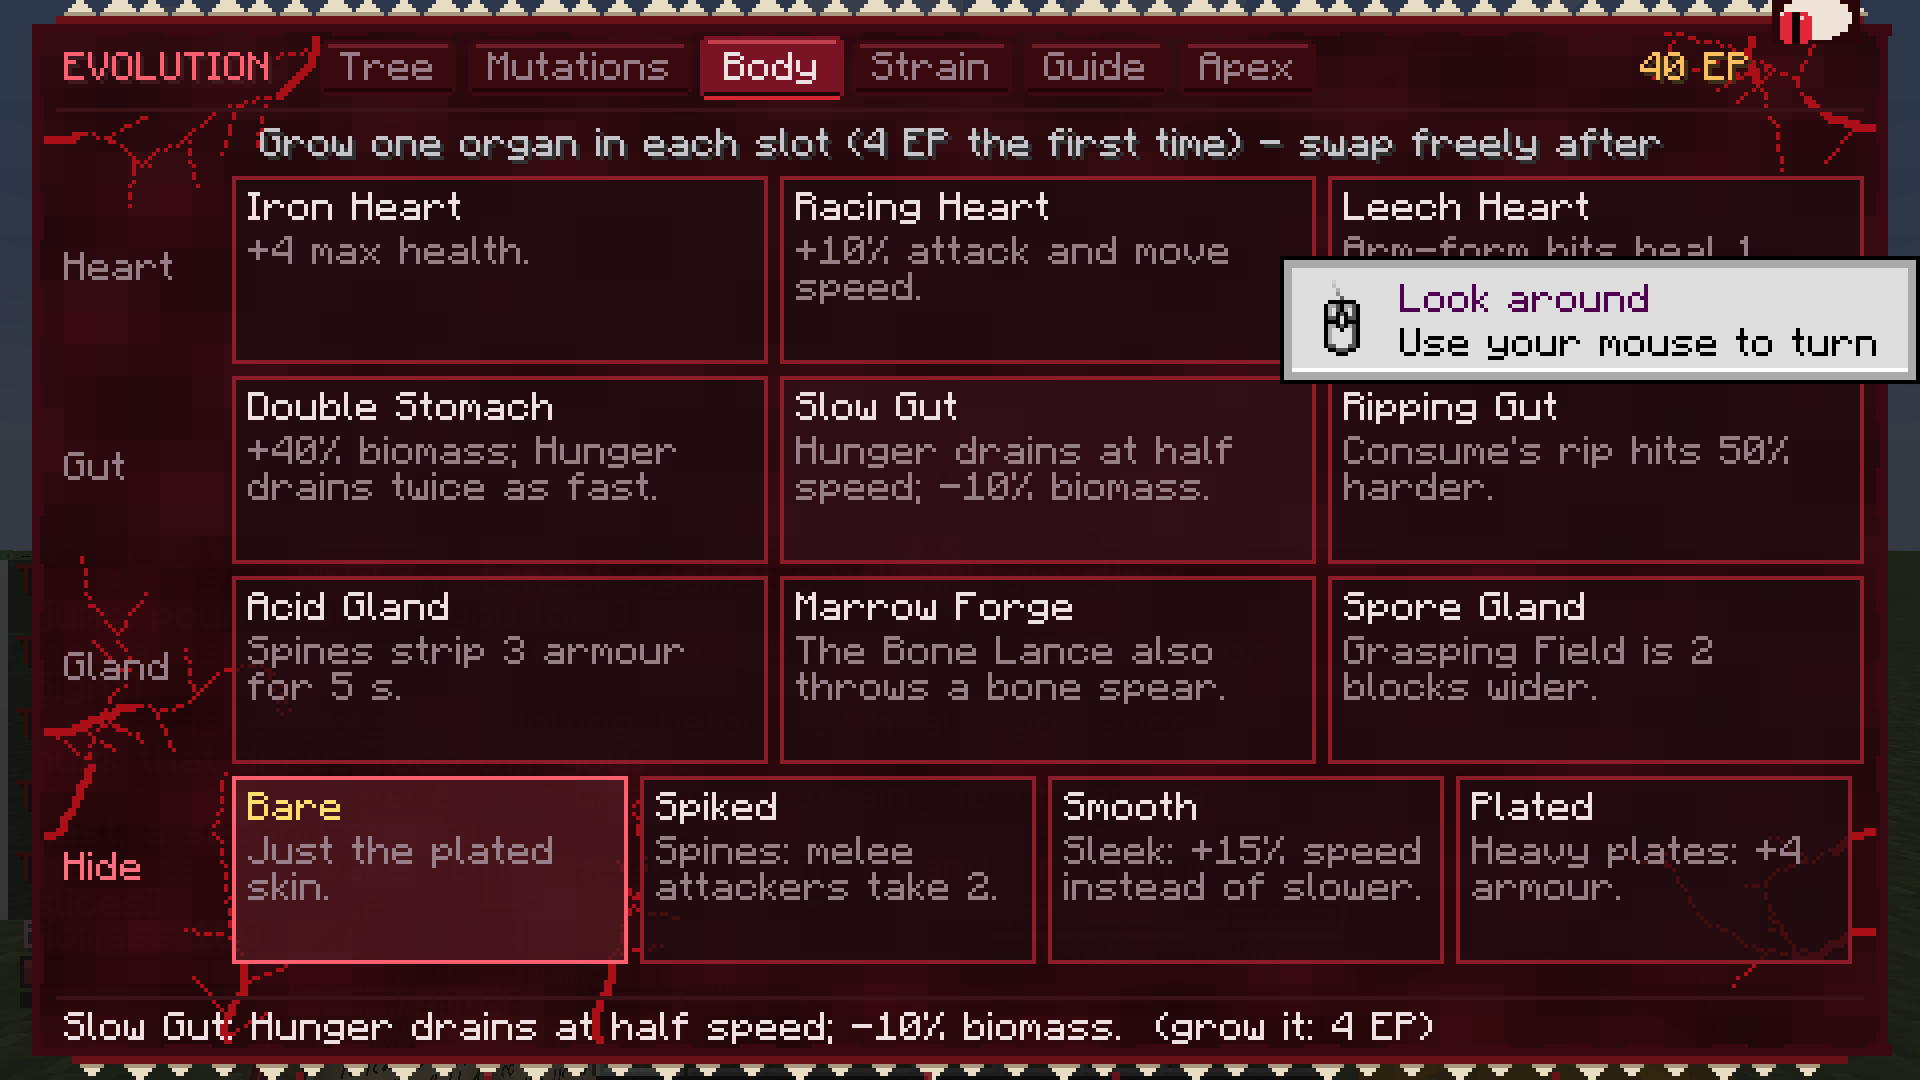 EVOLUTION
Tree
Mutations
Body
Strain
Guide
Apex
40 EP
Grow one organ in each slot (4 EP the first time) - swap freely after
Heart
Iron Heart
+4 max health.
Racing Heart
+10% attack and move
speed.
Leech Heart
Arm-form hits heal 1
Look around
Use your mouse to turn
Gut
Double Stomach
+40% biomass; Hunger
drains twice as fast.
Slow Gut
Hunger drains at half
speed; -10% biomass.
Ripping Gut
Consume's rip hits 50%
harder.
Gland
Acid Gland
Spines strip 3 armour
for 5 s.
Marrow Forge
The Bone Lance also
throws a bone spear.
Spore Gland
Grasping Field is 2
blocks wider.
Hide
Bare
Just the plated
skin.
Spiked
Spines: melee
attackers take 2.
Smooth
Sleek: +15% speed
instead of slower.
Plated
Heavy plates: +4
armour.
Slow Gut: Hunger drains at half speed; -10% biomass. (grow it: 4 EP)